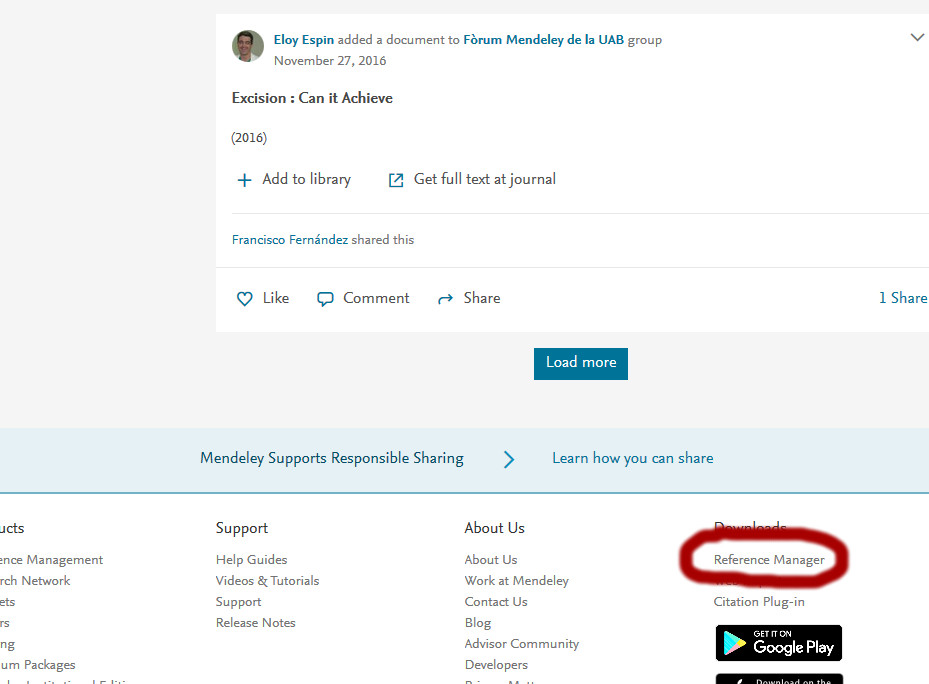 Eloy Espin added a document to Fòrum Mendeley de la UAB group
November 27, 2016
Excision : Can it Achieve
(2016)
Add to library
Get full text at journal
Francisco Fernández shared this
Like
Comment
Share
1 Share
Load more
Mendeley Supports Responsible Sharing
Learn how you can share
ucts
ence Management
rch Network
ets
rs
ng
um Packages
Support
Help Guides
Videos & Tutorials
Support
Release Notes
About Us
About Us
Work at Mendeley
Contact Us
Blog
Advisor Community
Developers
Downloads
Reference Manager
Citation Plug-in
GET IT ON
Google Play
Download on the